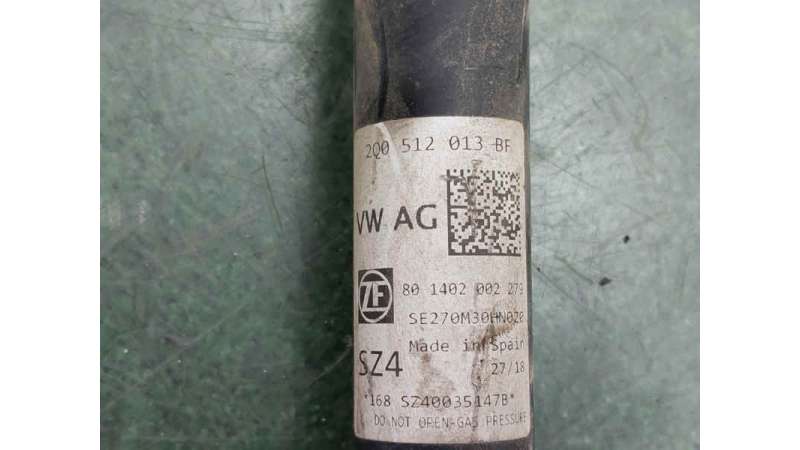 2Q0 512 013 BF
VW AG
ZF
80 1402 002 279
SE270M30HN020
Made in Spain
SZ4
27/18
*168 SZ40035147B*
DO NOT OPEN-GAS PRESSURE